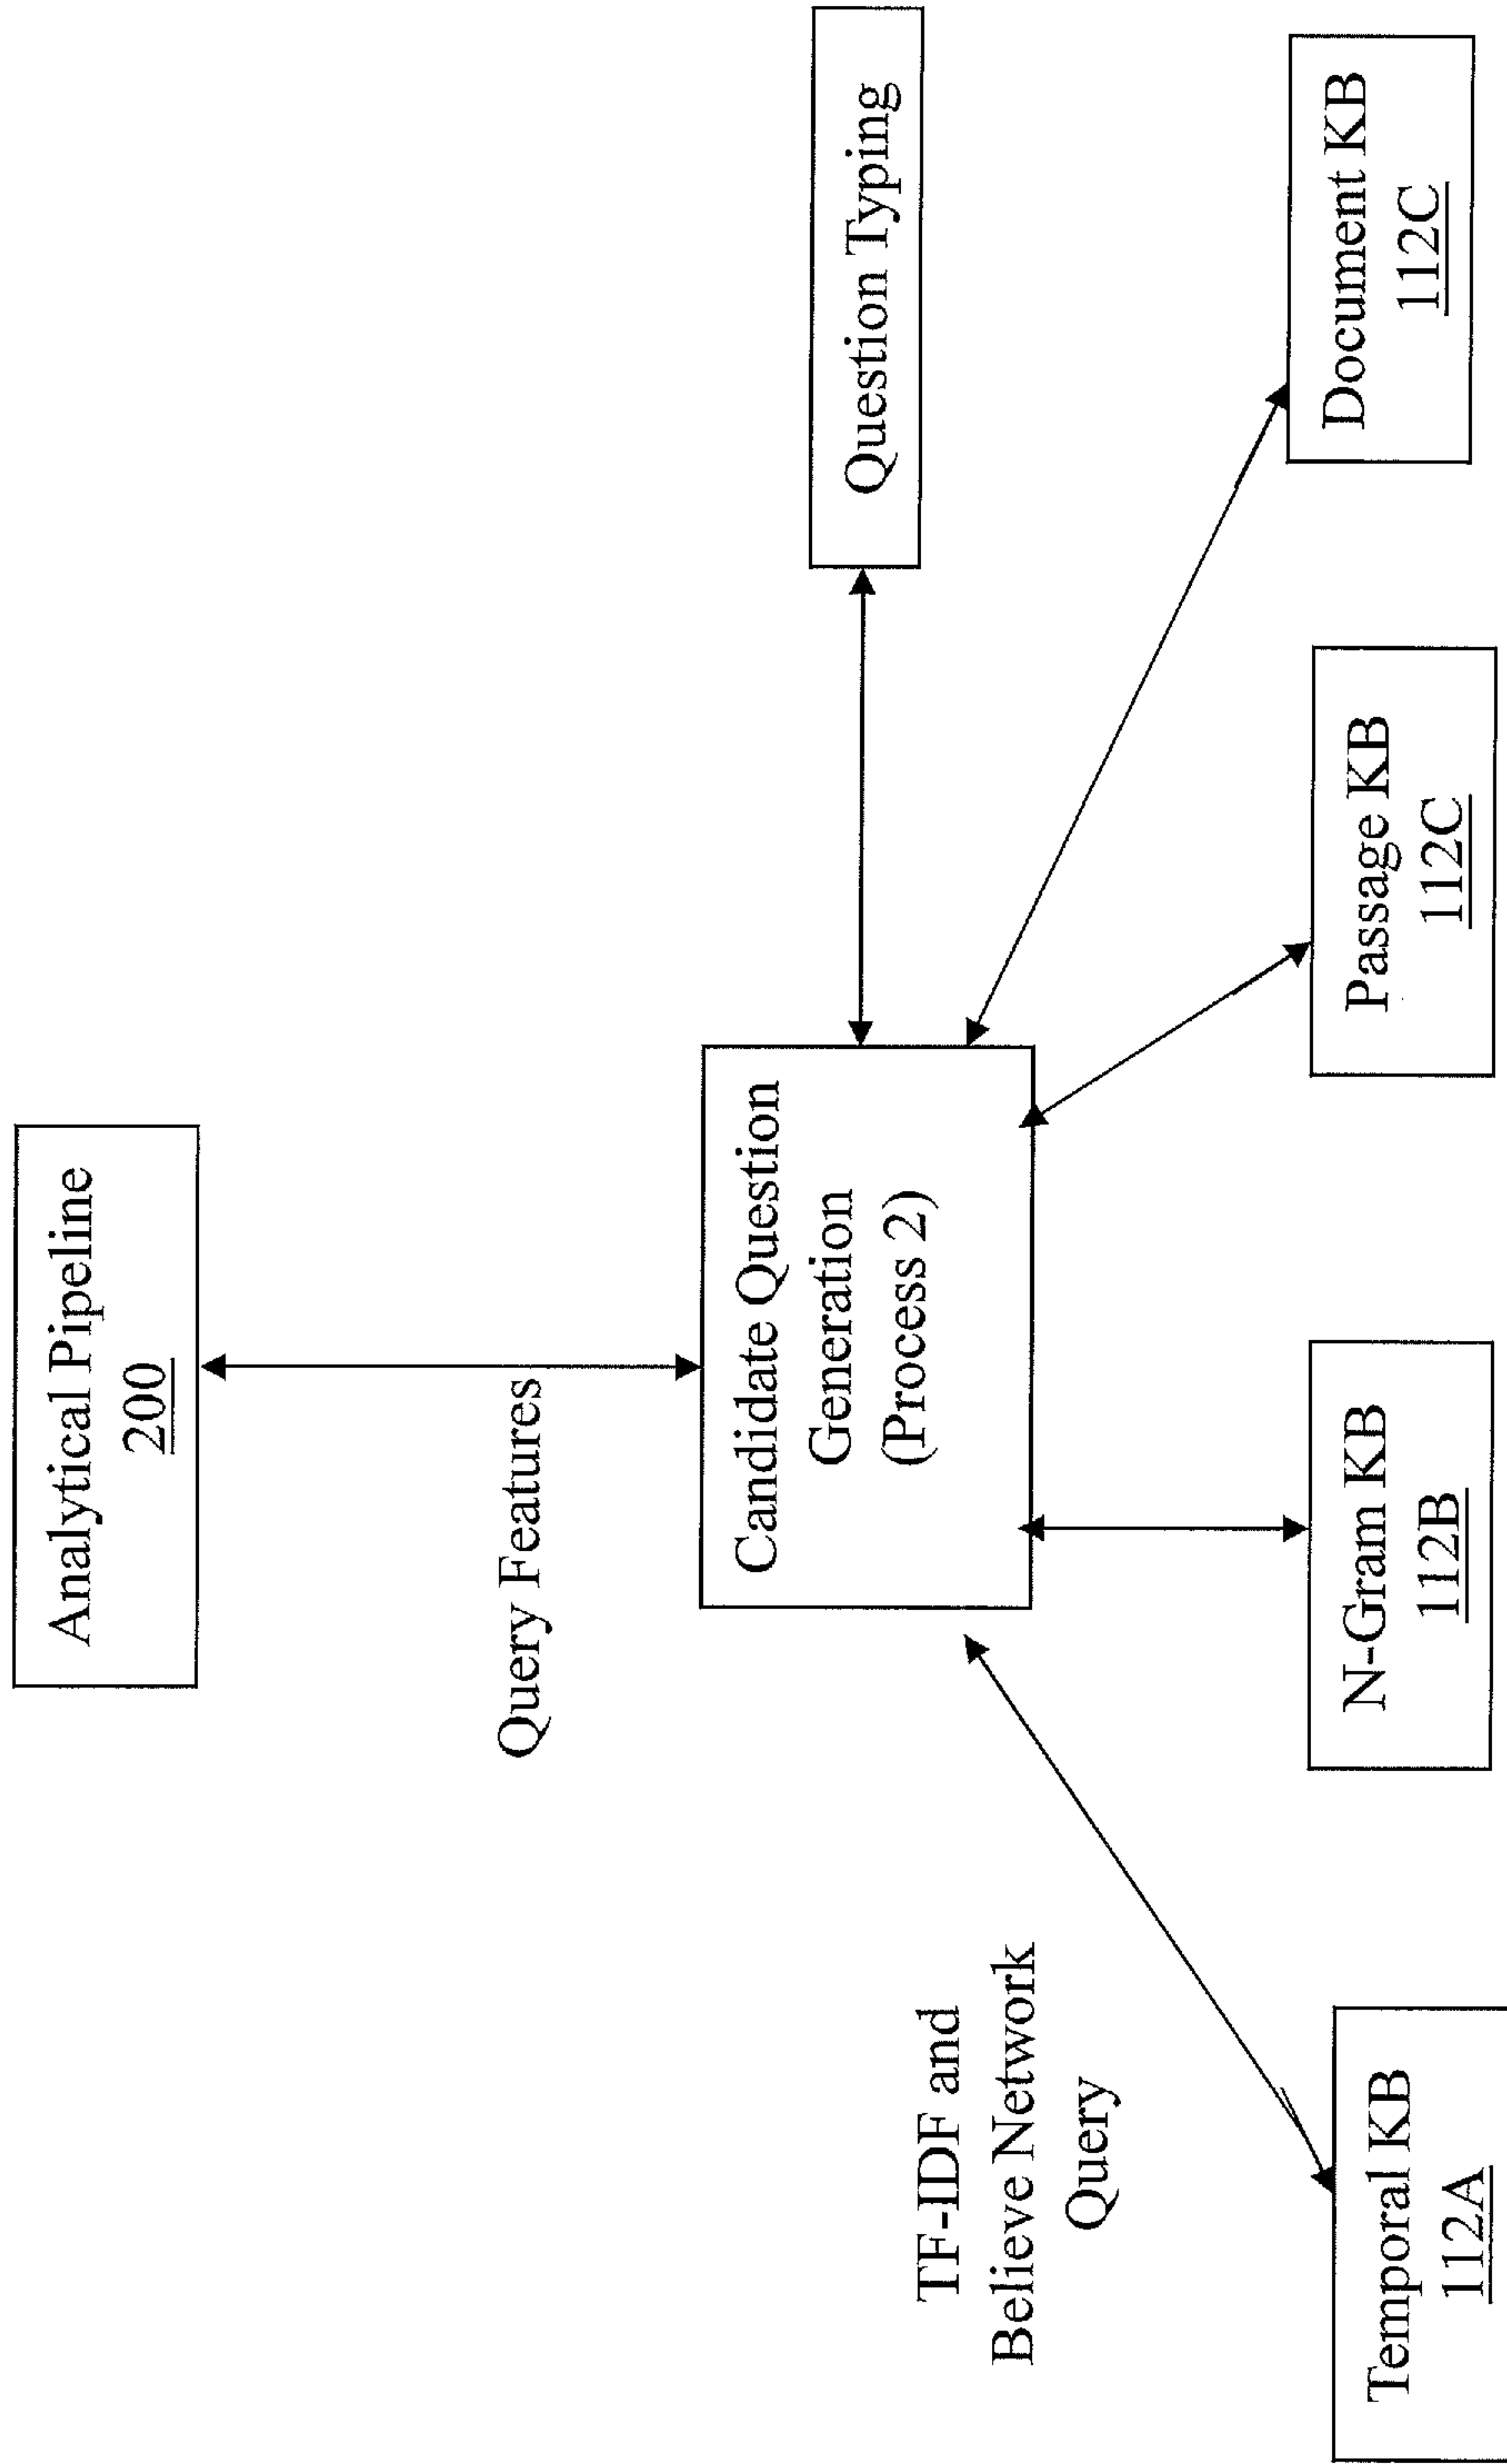 Analytical Pipeline
200
Query Features
Candidate Question
Generation
(Process 2)
Question Typing
TF-IDF and
Believe Network
Query
Temporal KB
112A
N-Gram KB
112B
Passage KB
112C
Document KB
112C